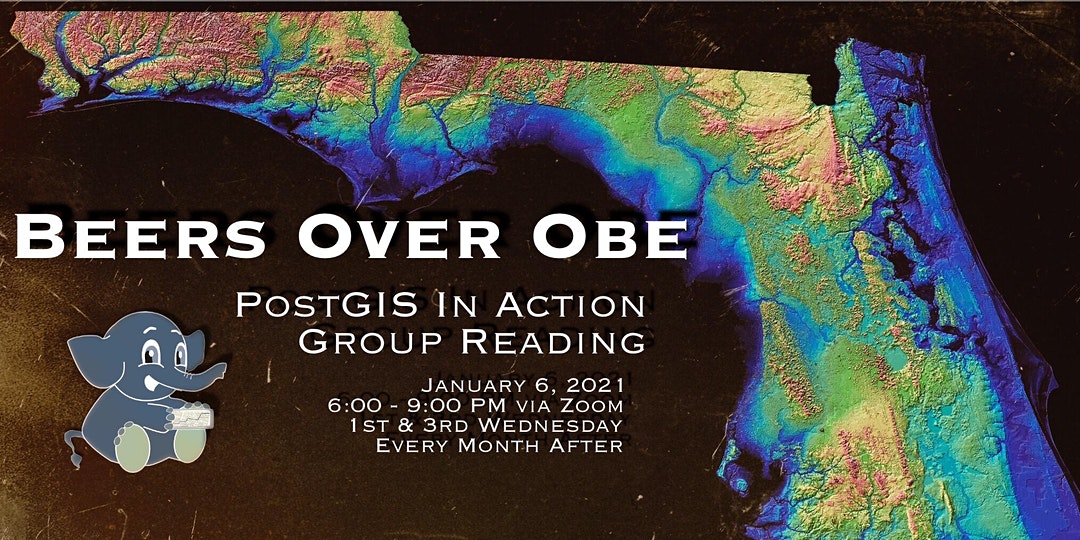 Beers Over Obe
PostGIS In Action
Group Reading
January 6, 2021
6:00 - 9:00 PM via Zoom
1st & 3rd Wednesday
Every Month After